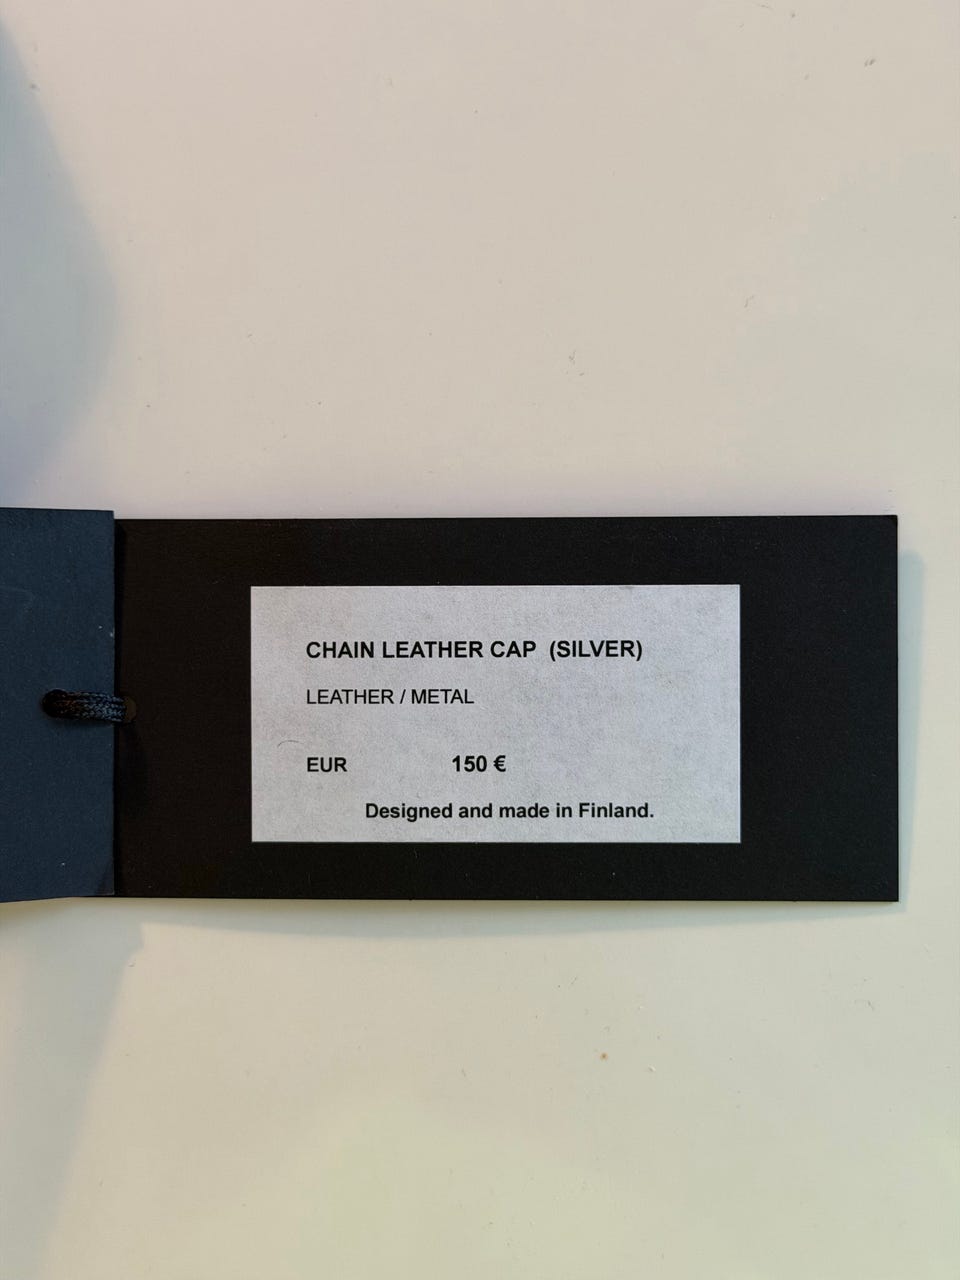 CHAIN LEATHER CAP (SILVER)
LEATHER / METAL
EUR 150 €
Designed and made in Finland.